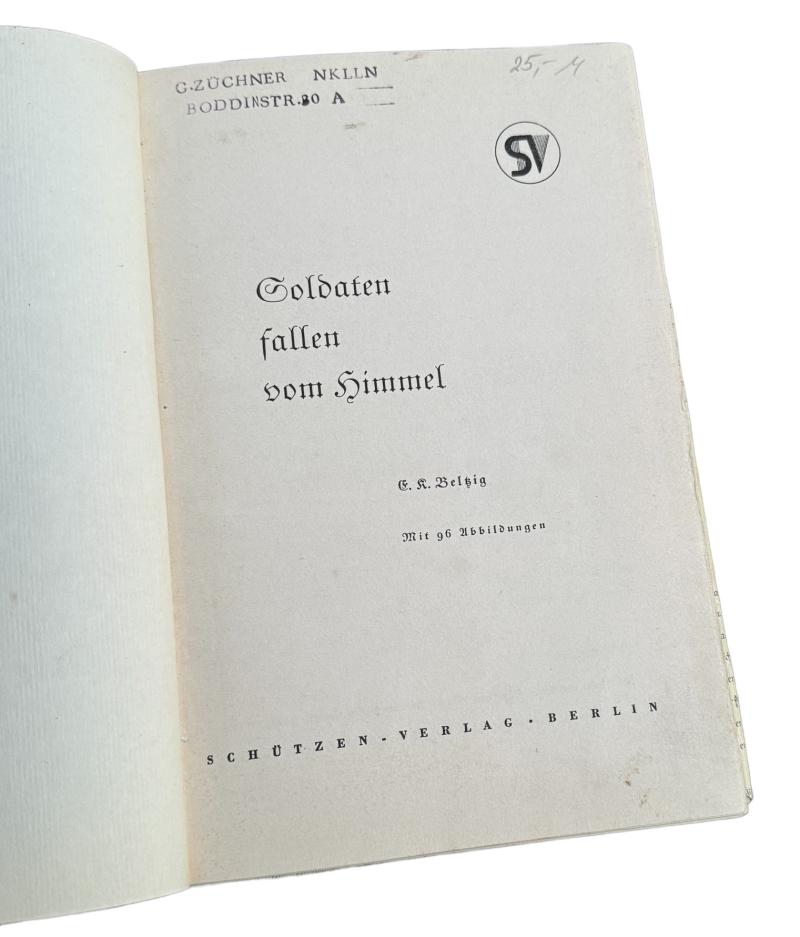 G.ZÜCHNER NKLLN
BODDINSTR.30 A
25,- M
SV
Soldaten
fallen
vom Himmel
E. K. Beltzig
Mit 96 Abbildungen
SCHÜTZEN-VERLAG · BERLIN